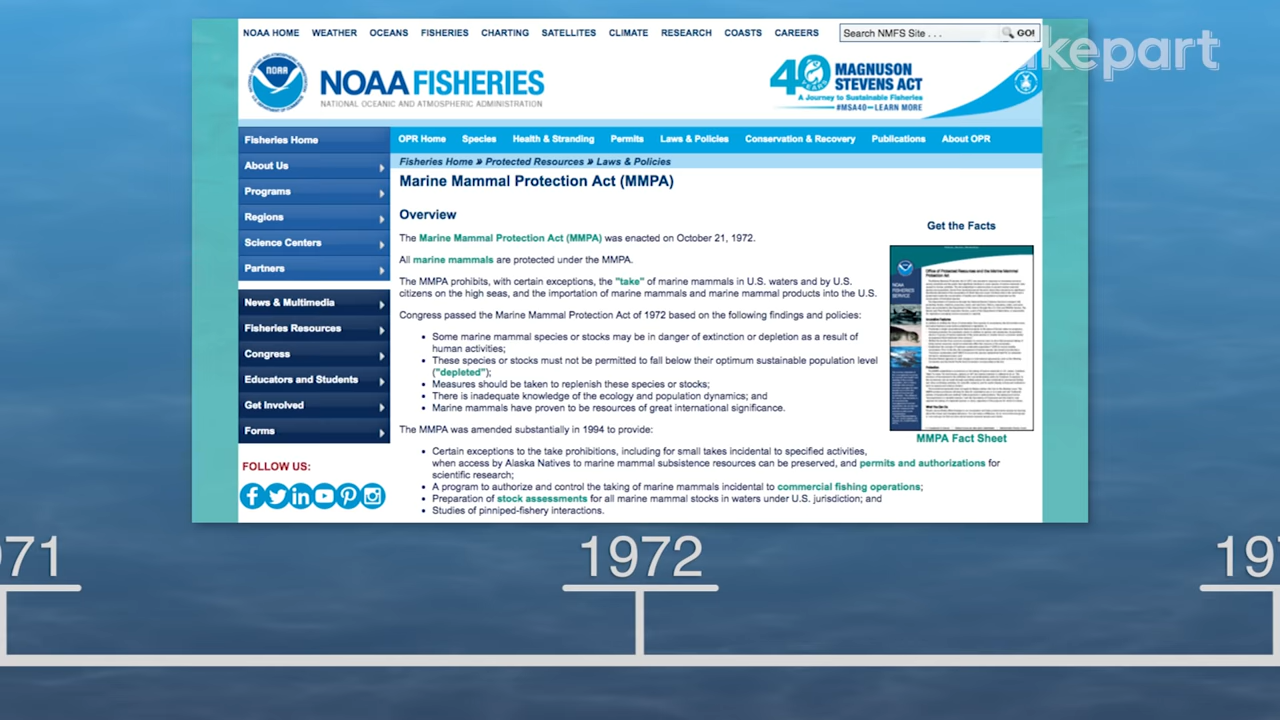 NOAA HOME WEATHER OCEANS FISHERIES CHARTING SATELLITES CLIMATE RESEARCH COASTS CAREERS
Search NMFS Site . . . GO!
kepart
NOAA
NOAA FISHERIES
NATIONAL OCEANIC AND ATMOSPHERIC ADMINISTRATION
40 YEARS
MAGNUSON
STEVENS ACT
A Journey to Sustainable Fisheries
#MSA40—LEARN MORE
Fisheries Home
About Us
Programs
Regions
Science Centers
Partners
News & Multimedia
Fisheries Resources
Educators and Students
Get Involved
Forms
FOLLOW US:
OPR Home Species Health & Stranding Permits Laws & Policies Conservation & Recovery Publications About OPR
Fisheries Home » Protected Resources » Laws & Policies
Marine Mammal Protection Act (MMPA)
Overview
The Marine Mammal Protection Act (MMPA) was enacted on October 21, 1972.
All marine mammals are protected under the MMPA.
The MMPA prohibits, with certain exceptions, the "take" of marine mammals in U.S. waters and by U.S.
citizens on the high seas, and the importation of marine mammals and marine mammal products into the U.S.
Congress passed the Marine Mammal Protection Act of 1972 based on the following findings and policies:
• Some marine mammal species or stocks may be in danger of extinction or depletion as a result of
human activities;
• These species or stocks must not be permitted to fall below their optimum sustainable population level
("depleted");
• Measures should be taken to replenish these species or stocks;
• There is inadequate knowledge of the ecology and population dynamics; and
• Marine mammals have proven to be resources of great international significance.
The MMPA was amended substantially in 1994 to provide:
• Certain exceptions to the take prohibitions, including for small takes incidental to specified activities,
when access by Alaska Natives to marine mammal subsistence resources can be preserved, and permits and authorizations for
scientific research;
• A program to authorize and control the taking of marine mammals incidental to commercial fishing operations;
• Preparation of stock assessments for all marine mammal stocks in waters under U.S. jurisdiction; and
• Studies of pinniped-fishery interactions.
Get the Facts
NOAA
FISHERIES
SERVICE
MMPA Fact Sheet
971
1972
197